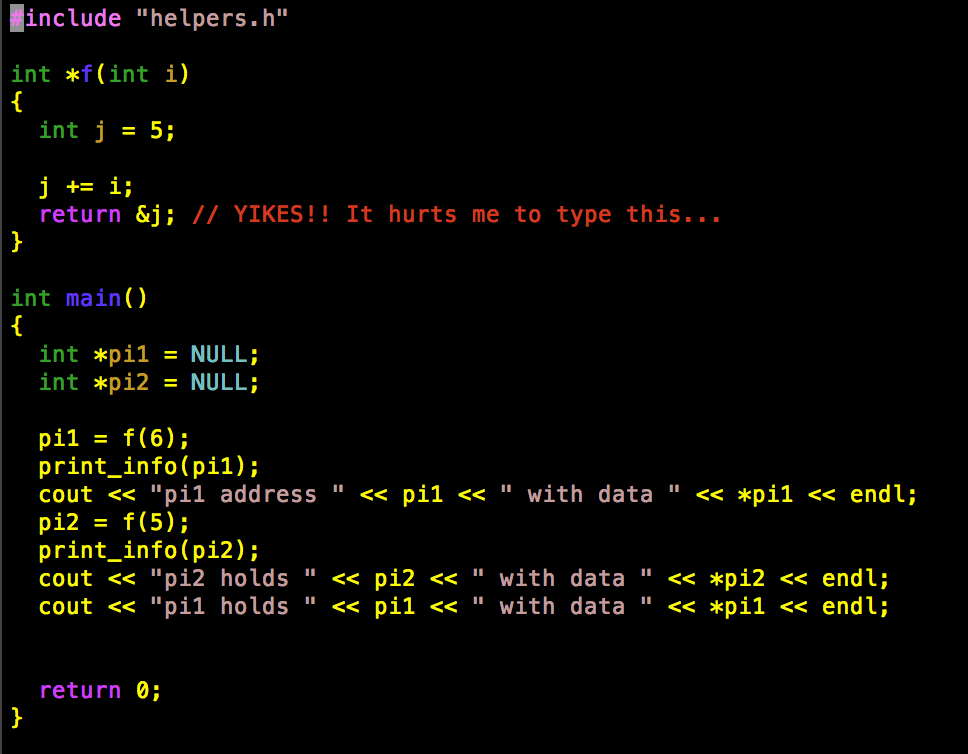 #include "helpers.h"
int *f(int i)
{
int j = 5;
j += i;
return &j; // YIKES!! It hurts me to type this...
}
int main()
{
int *pi1 = NULL;
int *pi2 = NULL;
pi1 = f(6);
print_info(pi1);
cout << "pi1 address " << pi1 << " with data " << *pi1 << endl;
pi2 = f(5);
print_info(pi2);
cout << "pi2 holds " << pi2 << " with data " << *pi2 << endl;
cout << "pi1 holds " << pi1 << " with data " << *pi1 << endl;
return 0;
}